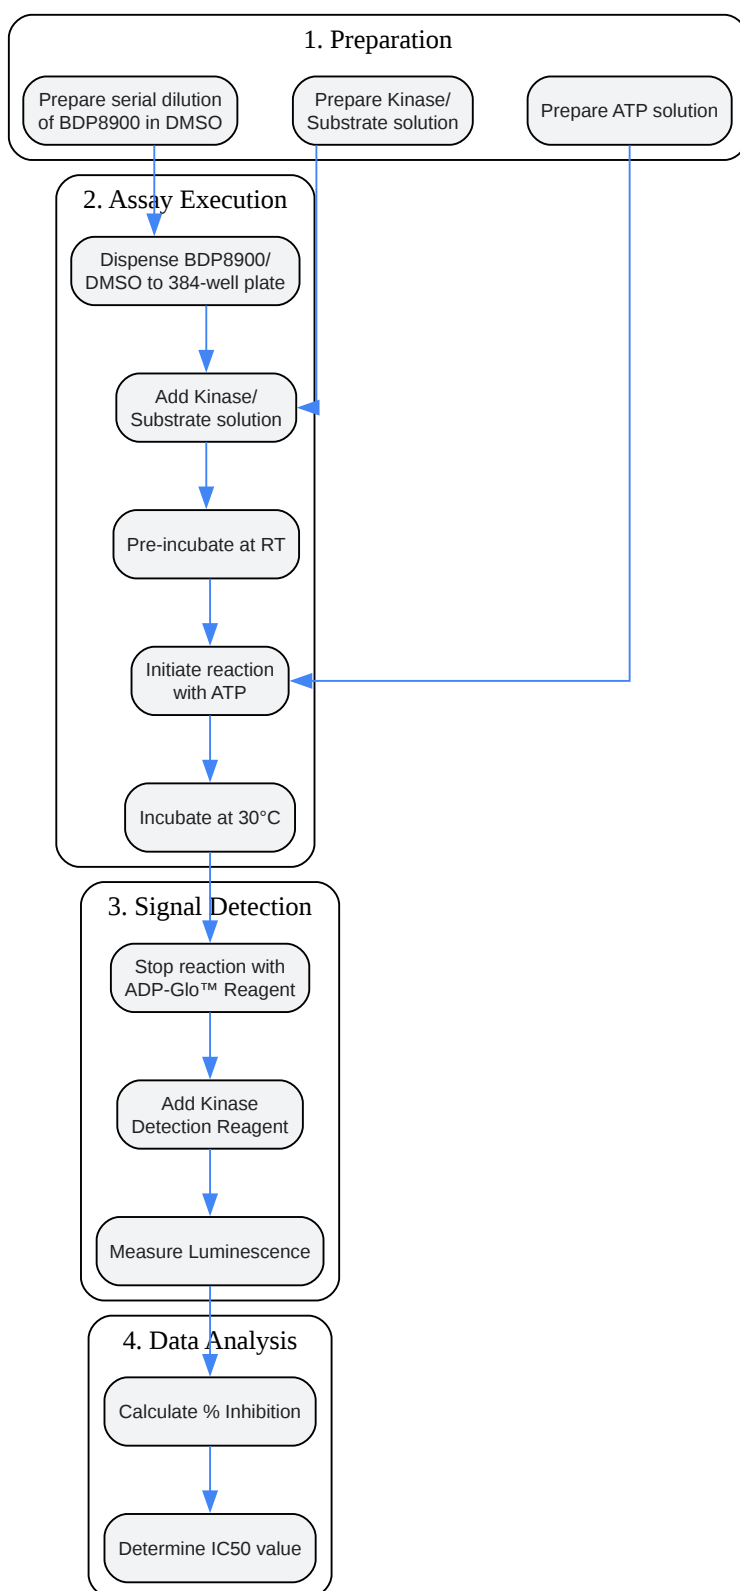 1. Preparation
Prepare serial dilution
of BDP8900 in DMSO
Prepare Kinase/
Substrate solution
Prepare ATP solution
2. Assay Execution
Dispense BDP8900/
DMSO to 384-well plate
Add Kinase/
Substrate solution
Pre-incubate at RT
Initiate reaction
with ATP
Incubate at 30°C
3. Signal Detection
Stop reaction with
ADP-Glo™ Reagent
Add Kinase
Detection Reagent
Measure Luminescence
4. Data Analysis
Calculate % Inhibition
Determine IC50 value